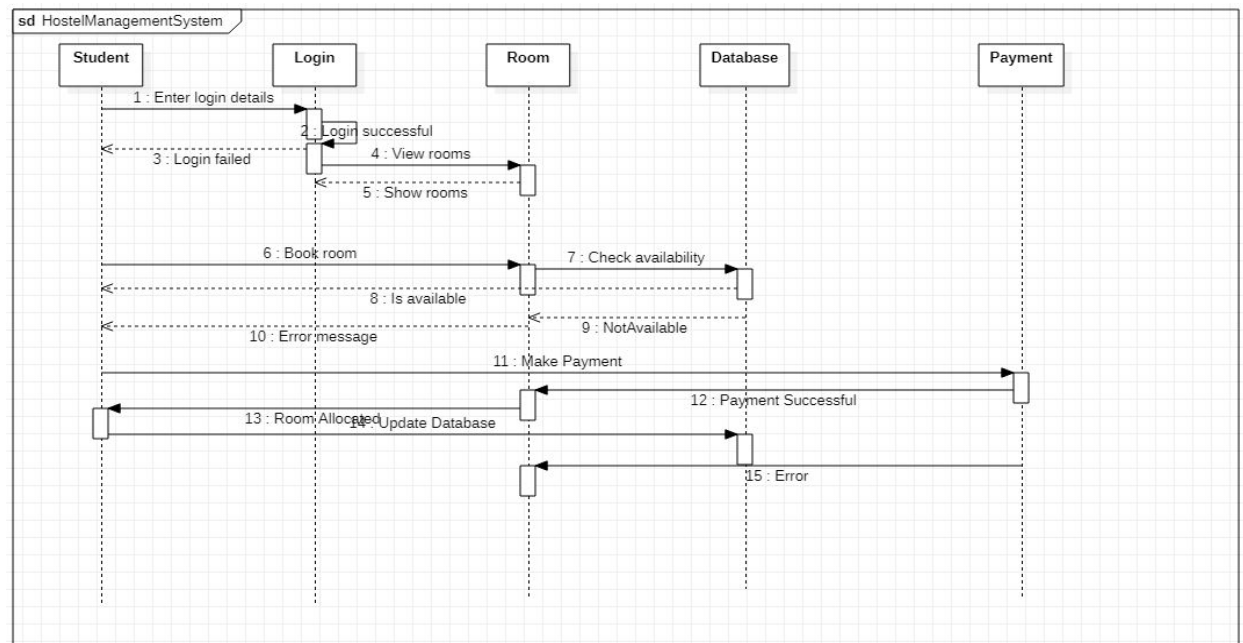 sd HostelManagementSystem
Student
Login
Room
Database
Payment
1 : Enter login details
2 : Login successful
3 : Login failed
4 : View rooms
5 : Show rooms
6 : Book room
7 : Check availability
8 : Is available
9 : NotAvailable
10 : Error message
11 : Make Payment
12 : Payment Successful
13 : Room Allocated
14 : Update Database
15 : Error